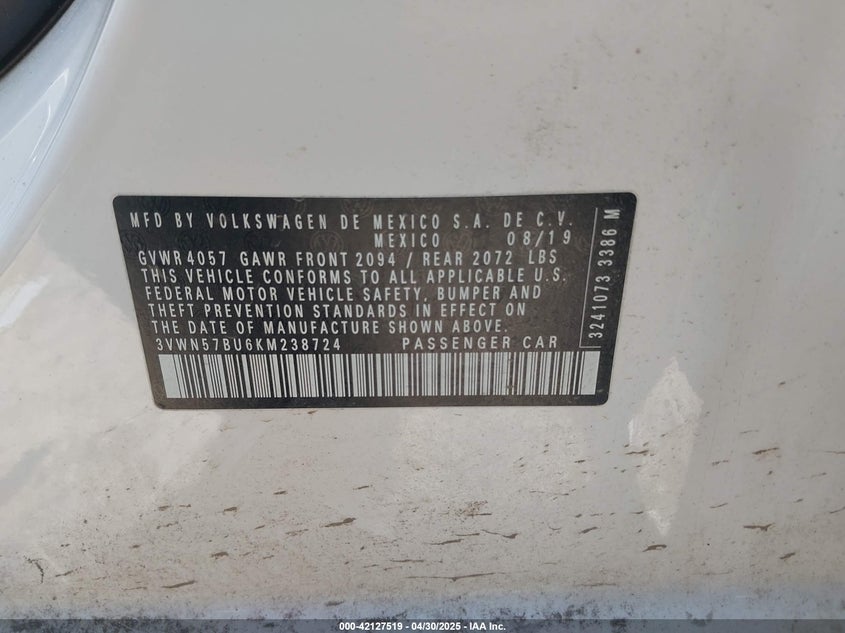 MFD BY VOLKSWAGEN DE MEXICO S.A. DE C.V.
MEXICO 08/19
GVWR 4057 GAWR FRONT 2094 / REAR 2072 LBS
THIS VEHICLE CONFORMS TO ALL APPLICABLE U.S.
FEDERAL MOTOR VEHICLE SAFETY, BUMPER AND
THEFT PREVENTION STANDARDS IN EFFECT ON
THE DATE OF MANUFACTURE SHOWN ABOVE.
3VWN57BU6KM238724 PASSENGER CAR
3241073 3386 M
000-42127519 - 04/30/2025 - IAA Inc.